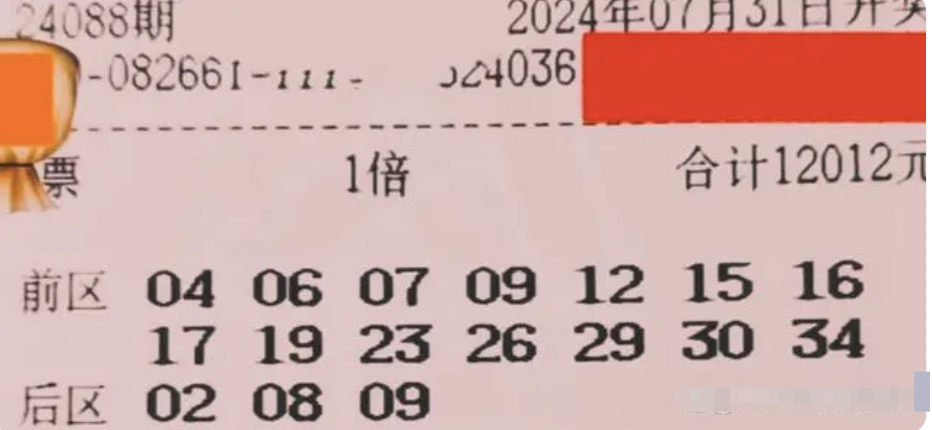 24088期 2024年07月31日开奖
-082661-111- 524036
票 1倍 合计12012元
前区 04 06 07 09 12 15 16
17 19 23 26 29 30 34
后区 02 08 09